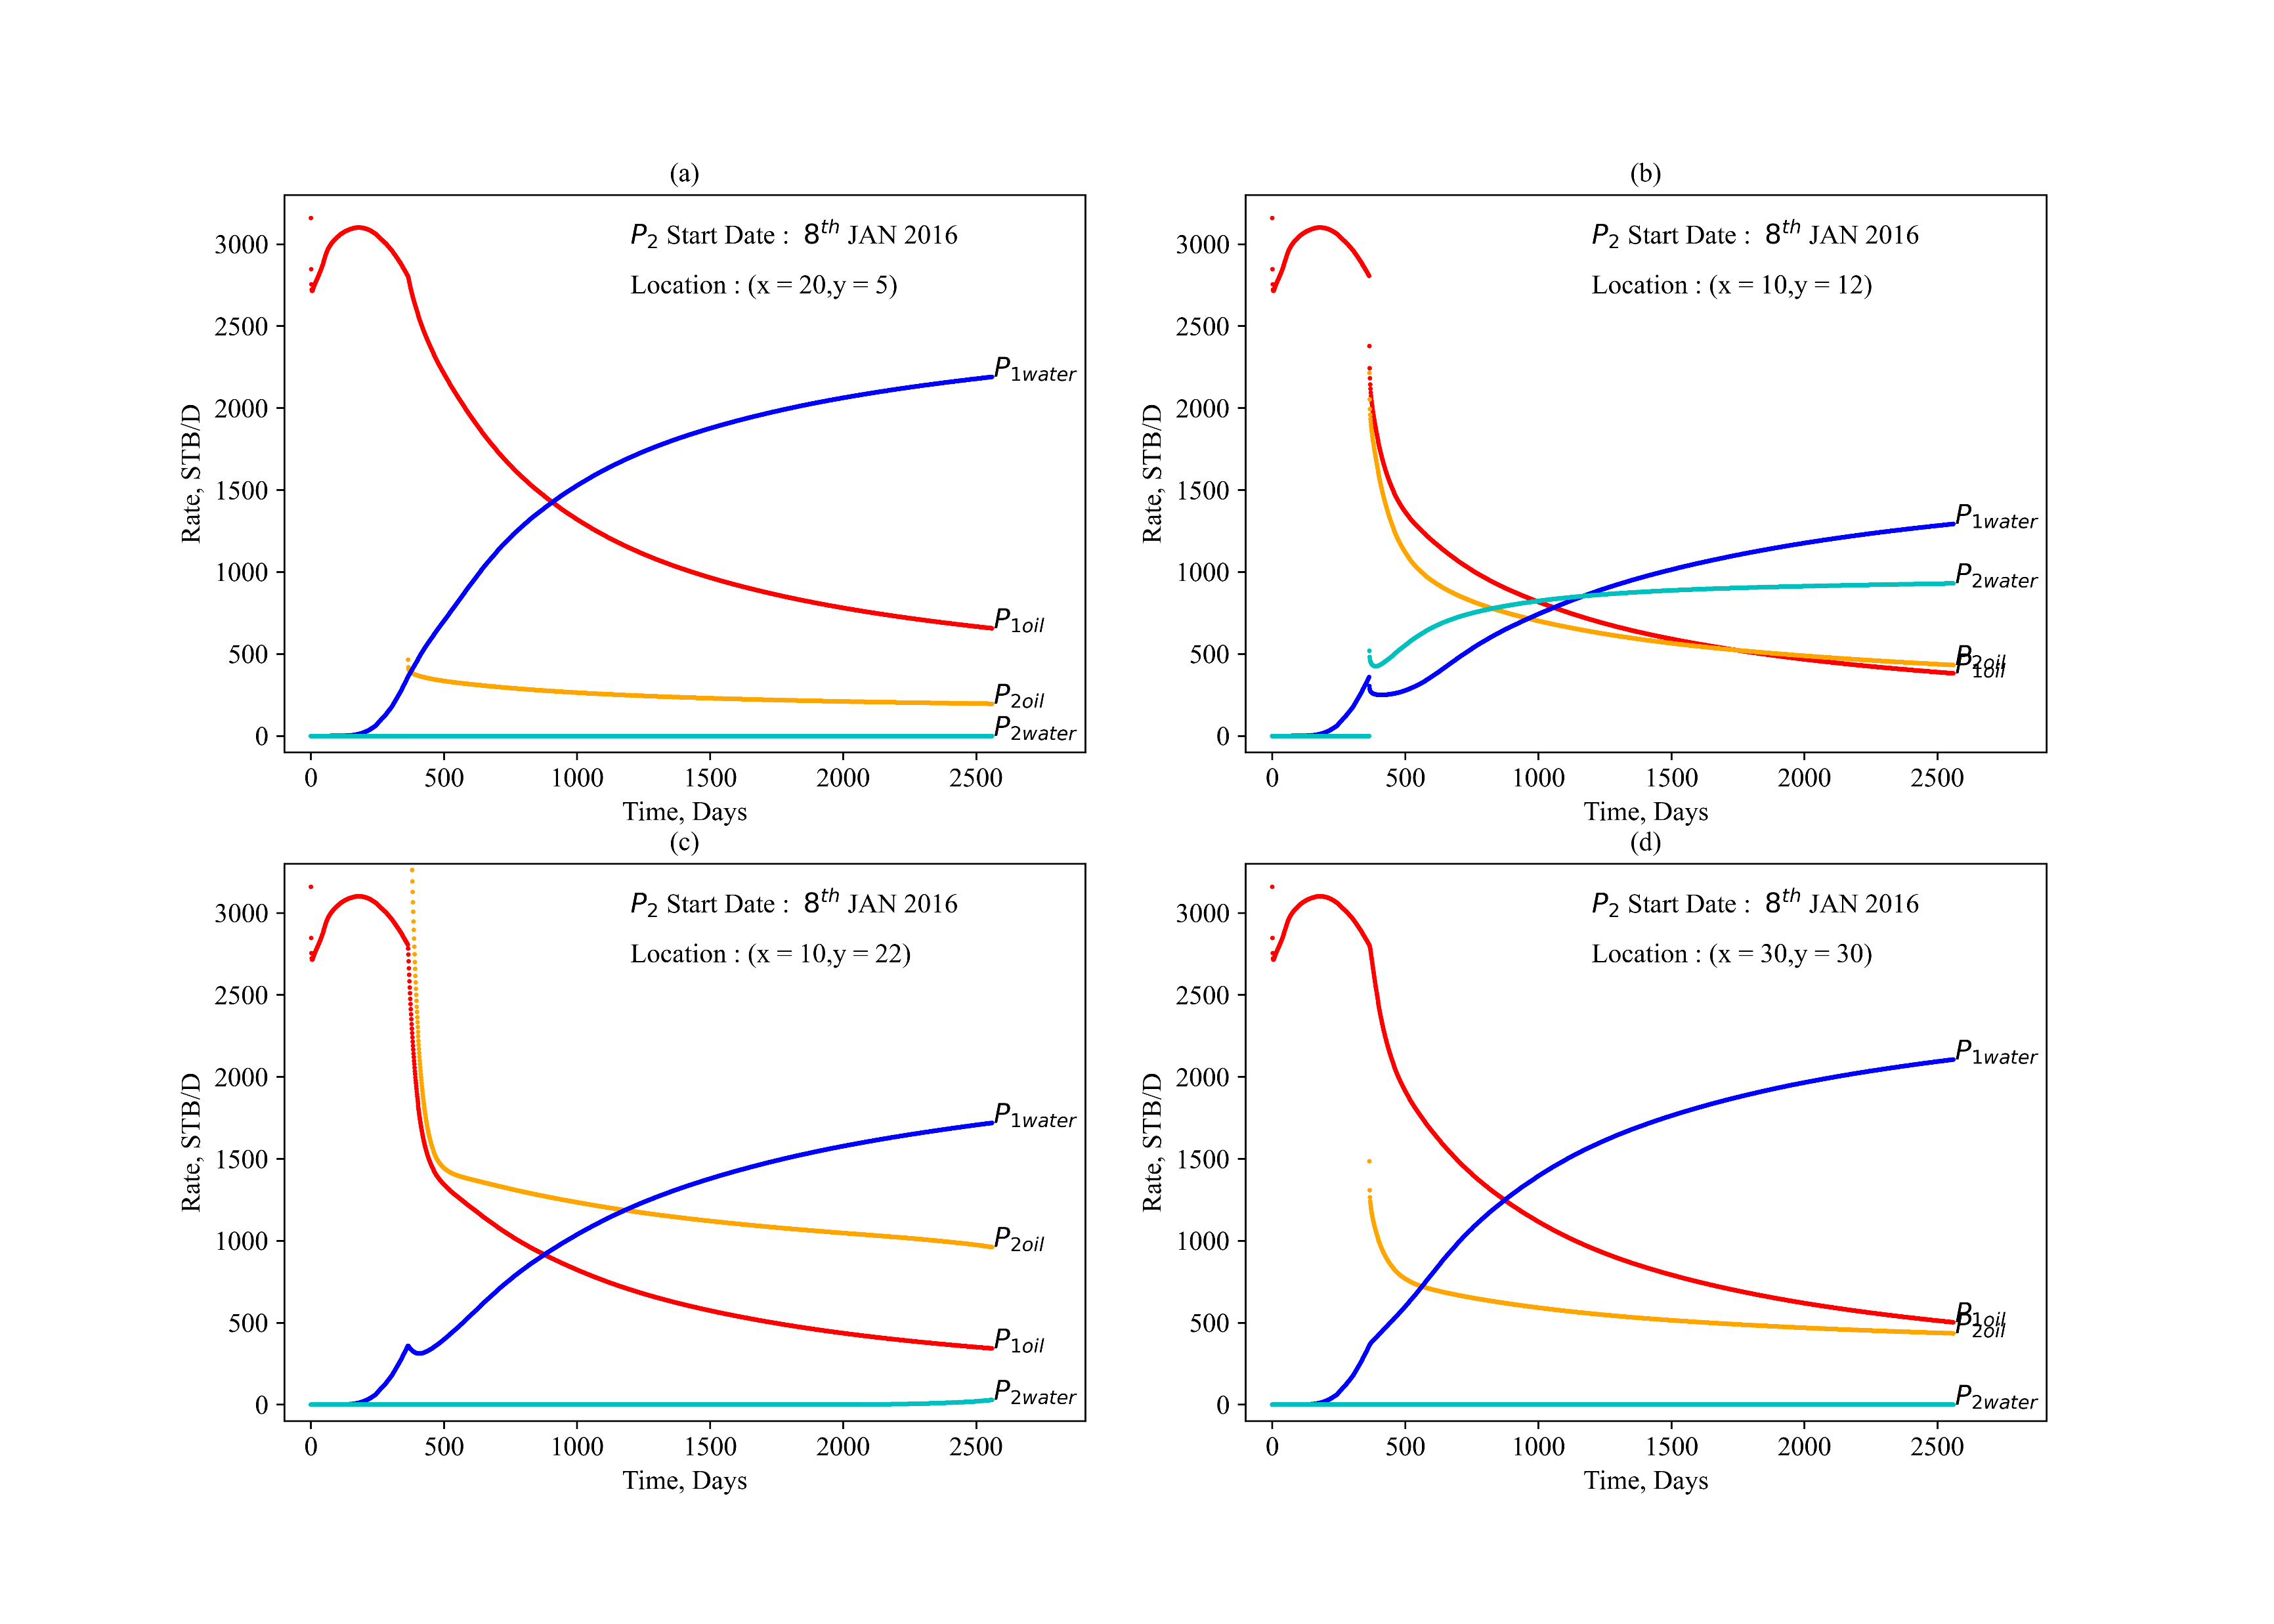 (a)
P₂ Start Date : 8ᵗʰ JAN 2016
Location : (x = 20,y = 5)
Rate, STB/D
3000
2500
2000
1500
1000
500
0
P1water
P1oil
P2oil
P2water
0 500 1000 1500 2000 2500
Time, Days
(b)
P₂ Start Date : 8ᵗʰ JAN 2016
Location : (x = 10,y = 12)
Rate, STB/D
3000
2500
2000
1500
1000
500
0
P1water
P2water
P2oil
P1oil
0 500 1000 1500 2000 2500
Time, Days
(c)
P₂ Start Date : 8ᵗʰ JAN 2016
Location : (x = 10,y = 22)
Rate, STB/D
3000
2500
2000
1500
1000
500
0
P1water
P2oil
P1oil
P2water
0 500 1000 1500 2000 2500
Time, Days
(d)
P₂ Start Date : 8ᵗʰ JAN 2016
Location : (x = 30,y = 30)
Rate, STB/D
3000
2500
2000
1500
1000
500
0
P1water
P1oil
P2oil
P2water
0 500 1000 1500 2000 2500
Time, Days